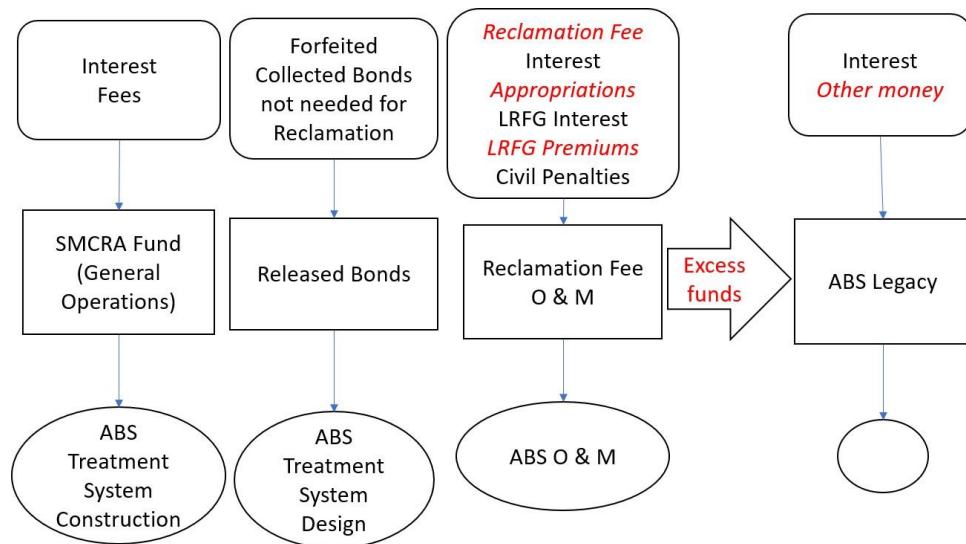 Interest
Fees
Forfeited
Collected Bonds
not needed for
Reclamation
Reclamation Fee
Interest
Appropriations
LRFG Interest
LRFG Premiums
Civil Penalties
Interest
Other money
SMCRA Fund
(General
Operations)
Released Bonds
Reclamation Fee
O & M
Excess
funds
ABS Legacy
ABS
Treatment
System
Construction
ABS
Treatment
System
Design
ABS O & M